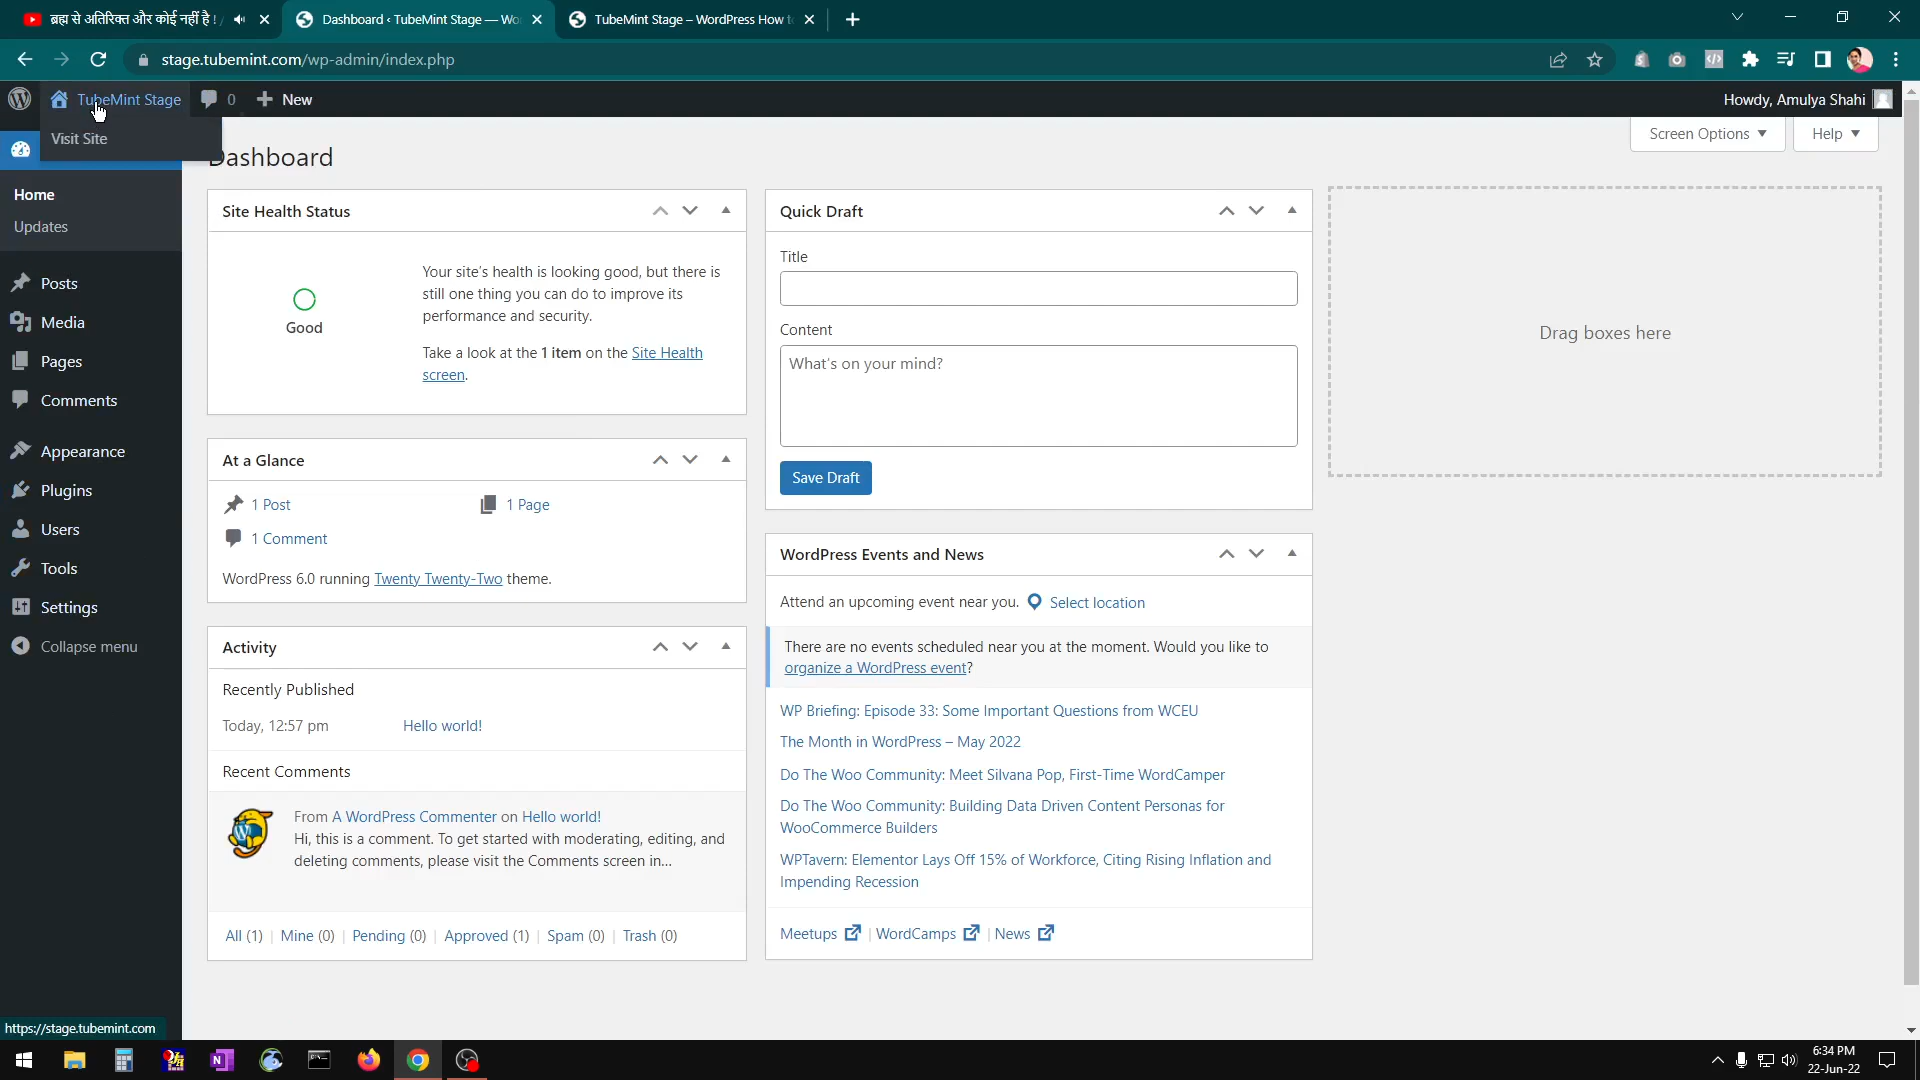 ब्रह्म से अतिरिक्त और कोई नहीं है !
Dashboard ‹ TubeMint Stage — Wo
TubeMint Stage – WordPress How t
stage.tubemint.com/wp-admin/index.php
TubeMint Stage
0
New
Howdy, Amulya Shahi
Visit Site
Screen Options
Help
Dashboard
Home
Updates
Posts
Media
Pages
Comments
Appearance
Plugins
Users
Tools
Settings
Collapse menu
Site Health Status
Good
Your site's health is looking good, but there is
still one thing you can do to improve its
performance and security.
Take a look at the 1 item on the Site Health
screen.
At a Glance
1 Post
1 Page
1 Comment
WordPress 6.0 running Twenty Twenty-Two theme.
Activity
Recently Published
Today, 12:57 pm
Hello world!
Recent Comments
From A WordPress Commenter on Hello world!
Hi, this is a comment. To get started with moderating, editing, and
deleting comments, please visit the Comments screen in...
All (1) | Mine (0) | Pending (0) | Approved (1) | Spam (0) | Trash (0)
Quick Draft
Title
Content
What's on your mind?
Save Draft
WordPress Events and News
Attend an upcoming event near you.
Select location
There are no events scheduled near you at the moment. Would you like to
organize a WordPress event?
WP Briefing: Episode 33: Some Important Questions from WCEU
The Month in WordPress – May 2022
Do The Woo Community: Meet Silvana Pop, First-Time WordCamper
Do The Woo Community: Building Data Driven Content Personas for
WooCommerce Builders
WPTavern: Elementor Lays Off 15% of Workforce, Citing Rising Inflation and
Impending Recession
Meetups | WordCamps | News
Drag boxes here
https://stage.tubemint.com
6:34 PM
22-Jun-22